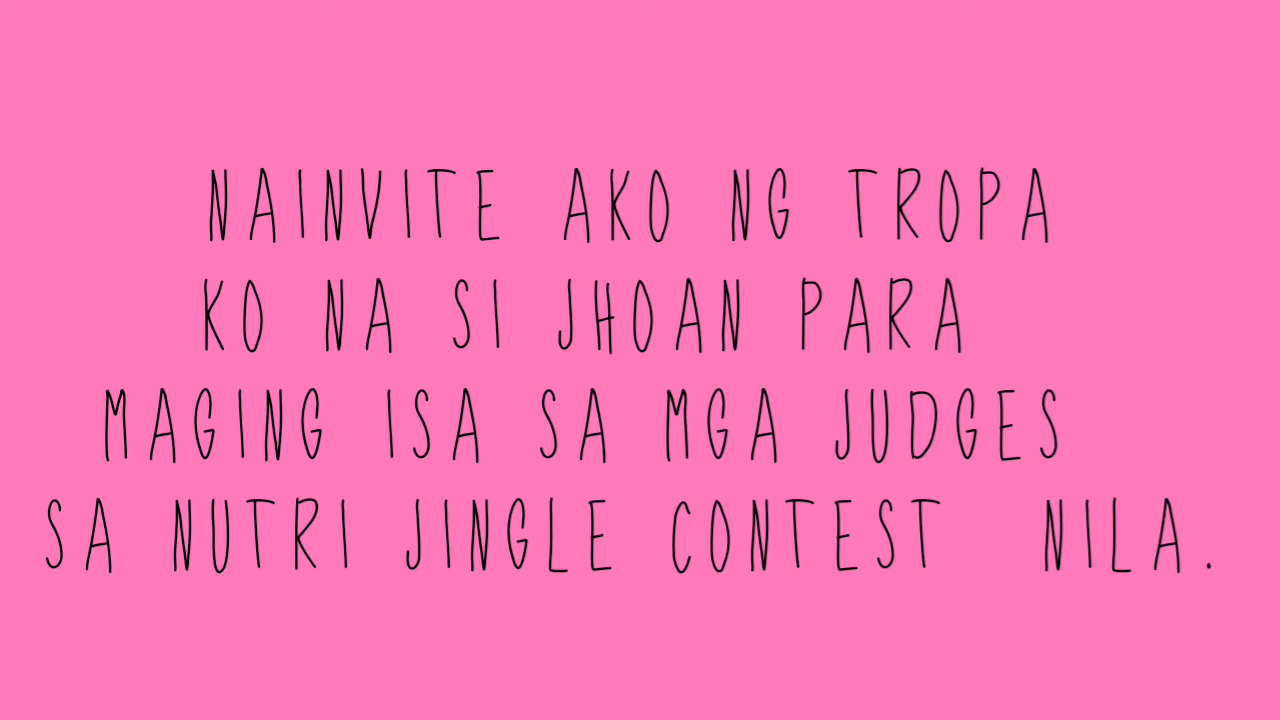 NAINVITE AKO NG TROPA
KO NA SI JHOAN PARA
MAGING ISA SA MGA JUDGES
SA NUTRI JINGLE CONTEST NILA.